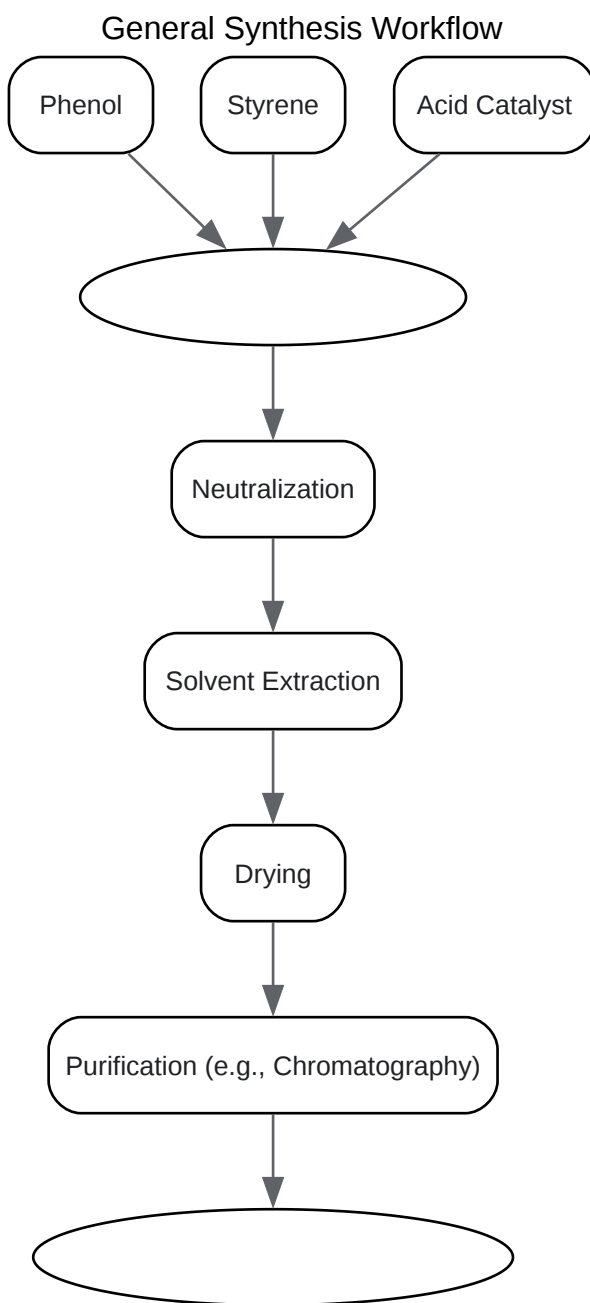 General Synthesis Workflow
Phenol
Styrene
Acid Catalyst
Neutralization
Solvent Extraction
Drying
Purification (e.g., Chromatography)